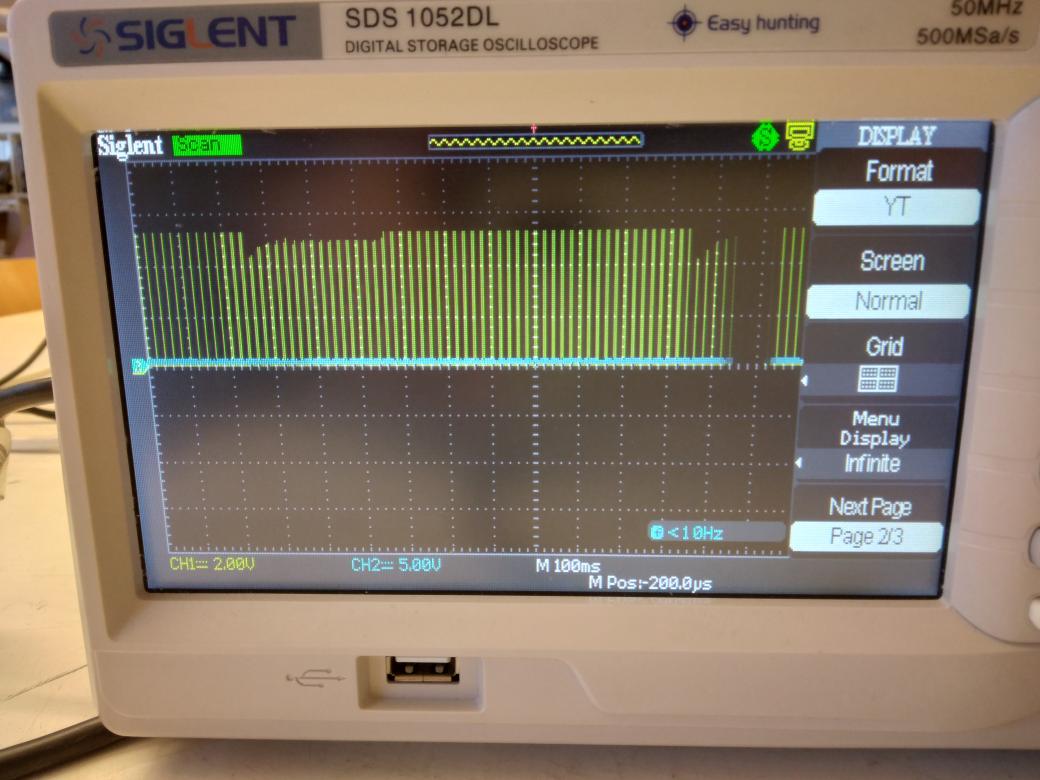 SIGLENT
SDS 1052DL
DIGITAL STORAGE OSCILLOSCOPE
Easy hunting
50MHz
500MSa/s
Siglent
Scan
T
S
DISPLAY
Format
YT
Screen
Normal
Grid
Menu
Display
Infinite
Next Page
Page 2/3
<10Hz
CH1 2.00V
CH2 5.00V
M 100ms
M Pos:-200.0µs